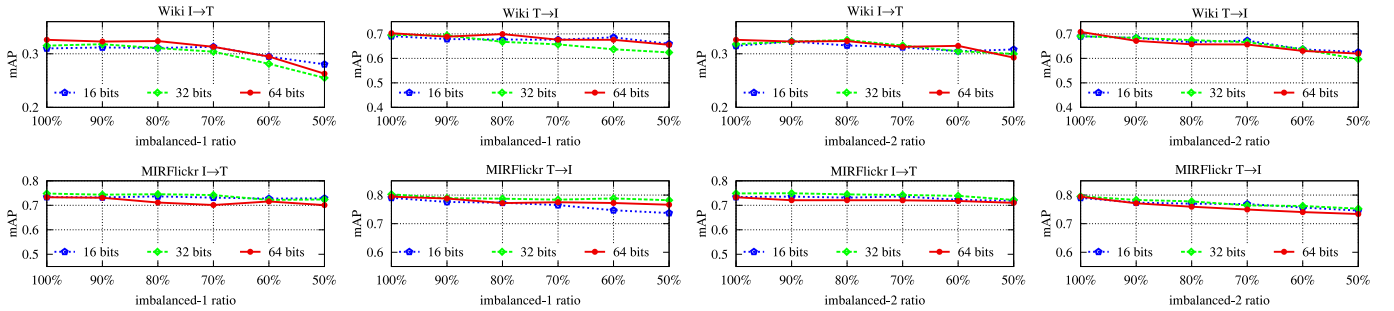 Wiki I→T
mAP
0.3
0.2
16 bits 32 bits 64 bits
100% 90% 80% 70% 60% 50%
imbalanced-1 ratio
Wiki T→I
mAP
0.7
0.6
0.5
0.4
16 bits 32 bits 64 bits
100% 90% 80% 70% 60% 50%
imbalanced-1 ratio
Wiki I→T
mAP
0.3
0.2
16 bits 32 bits 64 bits
100% 90% 80% 70% 60% 50%
imbalanced-2 ratio
Wiki T→I
mAP
0.7
0.6
0.5
0.4
16 bits 32 bits 64 bits
100% 90% 80% 70% 60% 50%
imbalanced-2 ratio
MIRFlickr I→T
mAP
0.8
0.7
0.6
0.5
16 bits 32 bits 64 bits
100% 90% 80% 70% 60% 50%
imbalanced-1 ratio
MIRFlickr T→I
mAP
0.8
0.7
0.6
16 bits 32 bits 64 bits
100% 90% 80% 70% 60% 50%
imbalanced-1 ratio
MIRFlickr I→T
mAP
0.8
0.7
0.6
0.5
16 bits 32 bits 64 bits
100% 90% 80% 70% 60% 50%
imbalanced-2 ratio
MIRFlickr T→I
mAP
0.8
0.7
0.6
16 bits 32 bits 64 bits
100% 90% 80% 70% 60% 50%
imbalanced-2 ratio